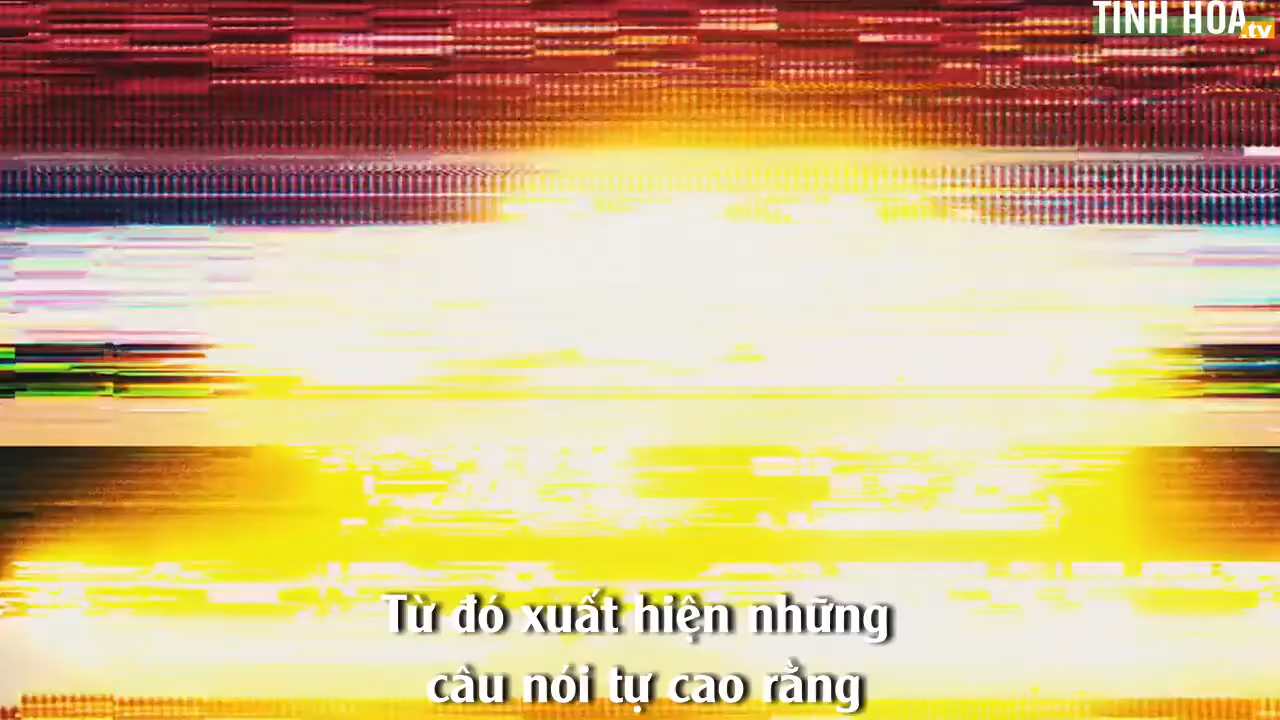 TINH HOA
.tv
Từ đó xuất hiện những
câu nói tự cao rằng